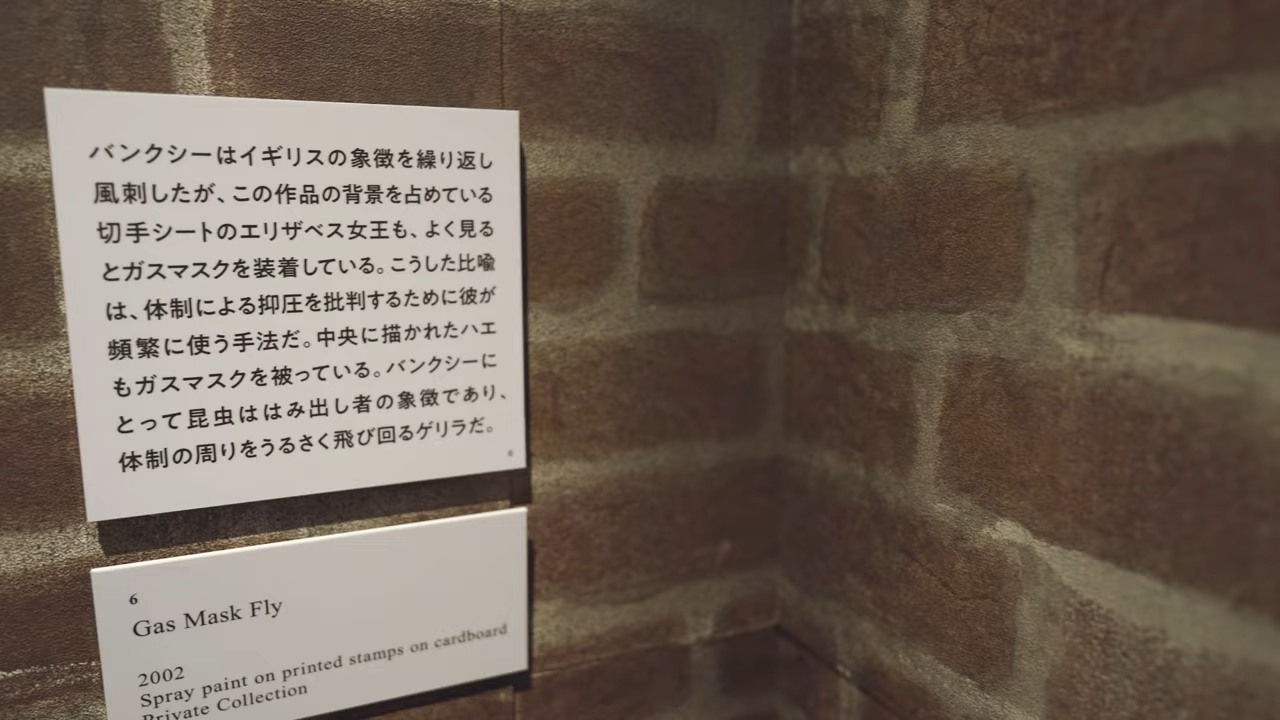 バンクシーはイギリスの象徴を繰り返し
風刺したが、この作品の背景を占めている
切手シートのエリザベス女王も、よく見る
とガスマスクを装着している。こうした比喩
は、体制による抑圧を批判するために彼が
頻繁に使う手法だ。中央に描かれたハエ
もガスマスクを被っている。バンクシーに
とって昆虫ははみ出し者の象徴であり、
体制の周りをうるさく飛び回るゲリラだ。
6
Gas Mask Fly
2002
Spray paint on printed stamps on cardboard
Private Collection